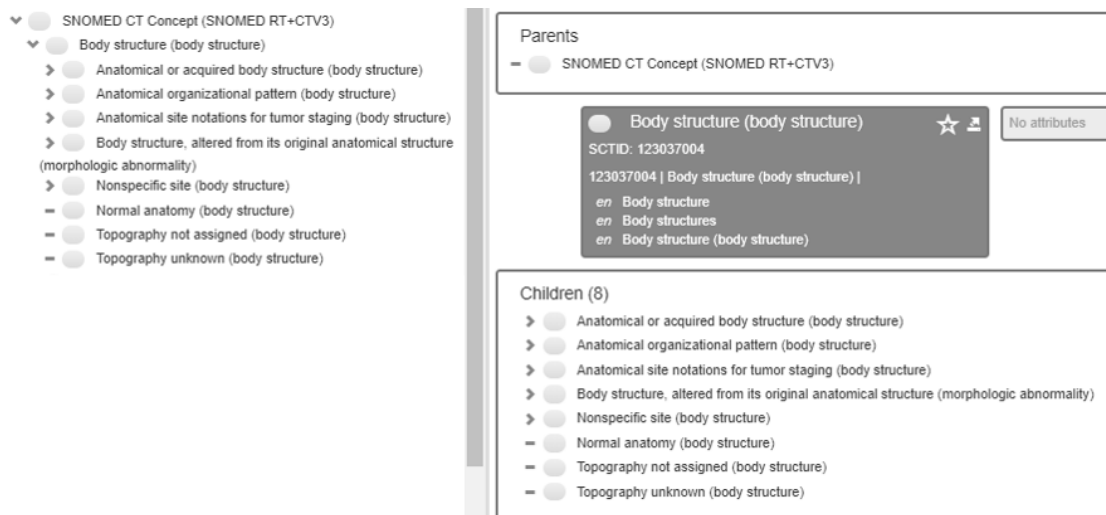 SNOMED CT Concept (SNOMED RT+CTV3)
Body structure (body structure)
Anatomical or acquired body structure (body structure)
Anatomical organizational pattern (body structure)
Anatomical site notations for tumor staging (body structure)
Body structure, altered from its original anatomical structure
(morphologic abnormality)
Nonspecific site (body structure)
Normal anatomy (body structure)
Topography not assigned (body structure)
Topography unknown (body structure)
Parents
SNOMED CT Concept (SNOMED RT+CTV3)
Body structure (body structure)
SCTID: 123037004
123037004 | Body structure (body structure) |
en Body structure
en Body structures
en Body structure (body structure)
No attributes
Children (8)
Anatomical or acquired body structure (body structure)
Anatomical organizational pattern (body structure)
Anatomical site notations for tumor staging (body structure)
Body structure, altered from its original anatomical structure (morphologic abnormality)
Nonspecific site (body structure)
Normal anatomy (body structure)
Topography not assigned (body structure)
Topography unknown (body structure)